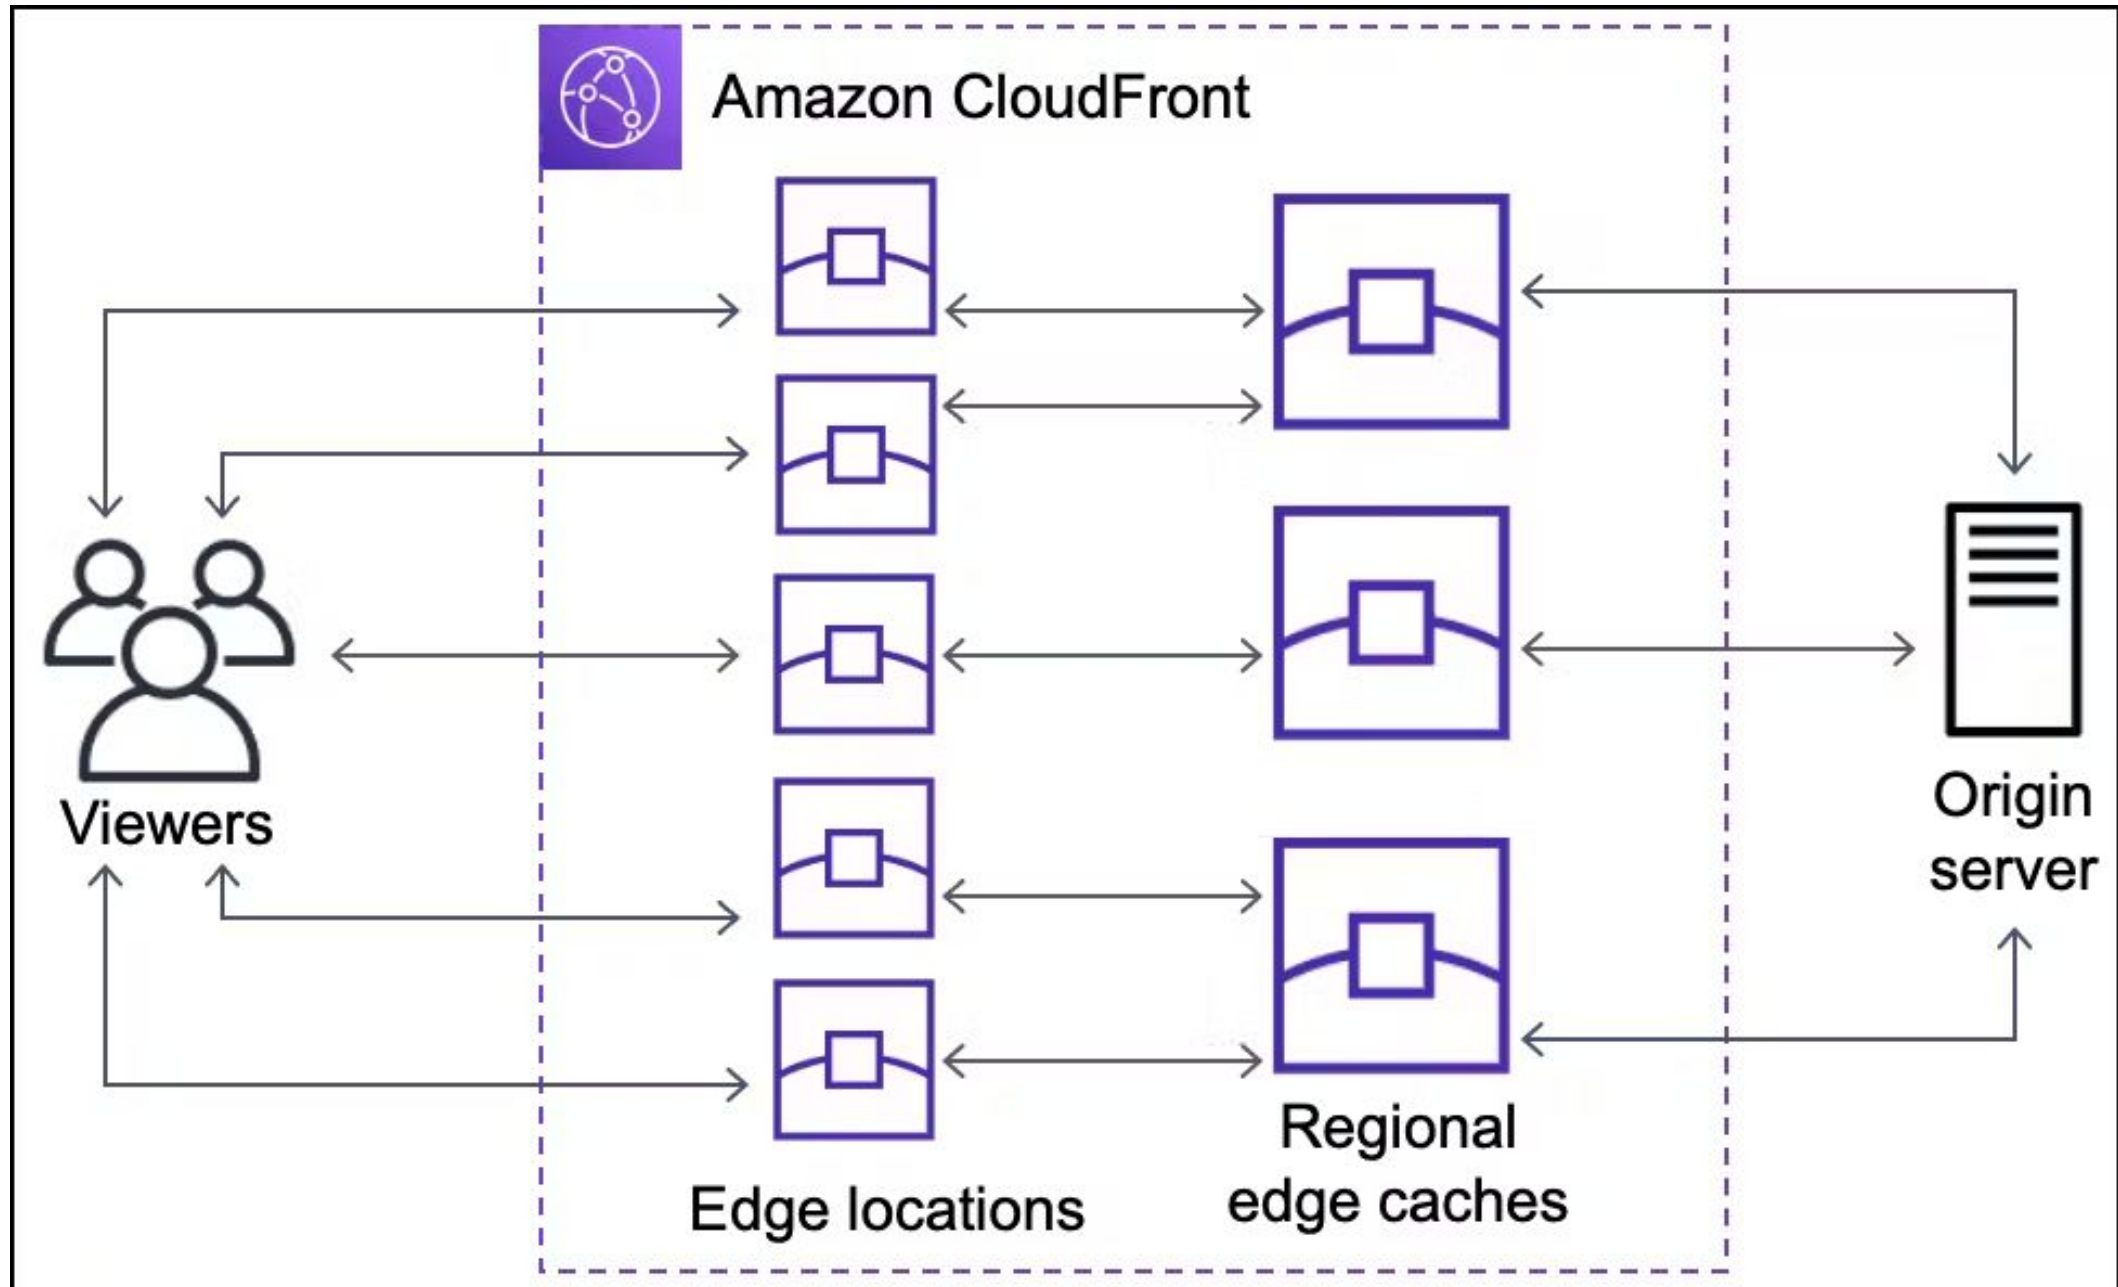 Amazon CloudFront
Viewers
Origin
server
Regional
edge caches
Edge locations